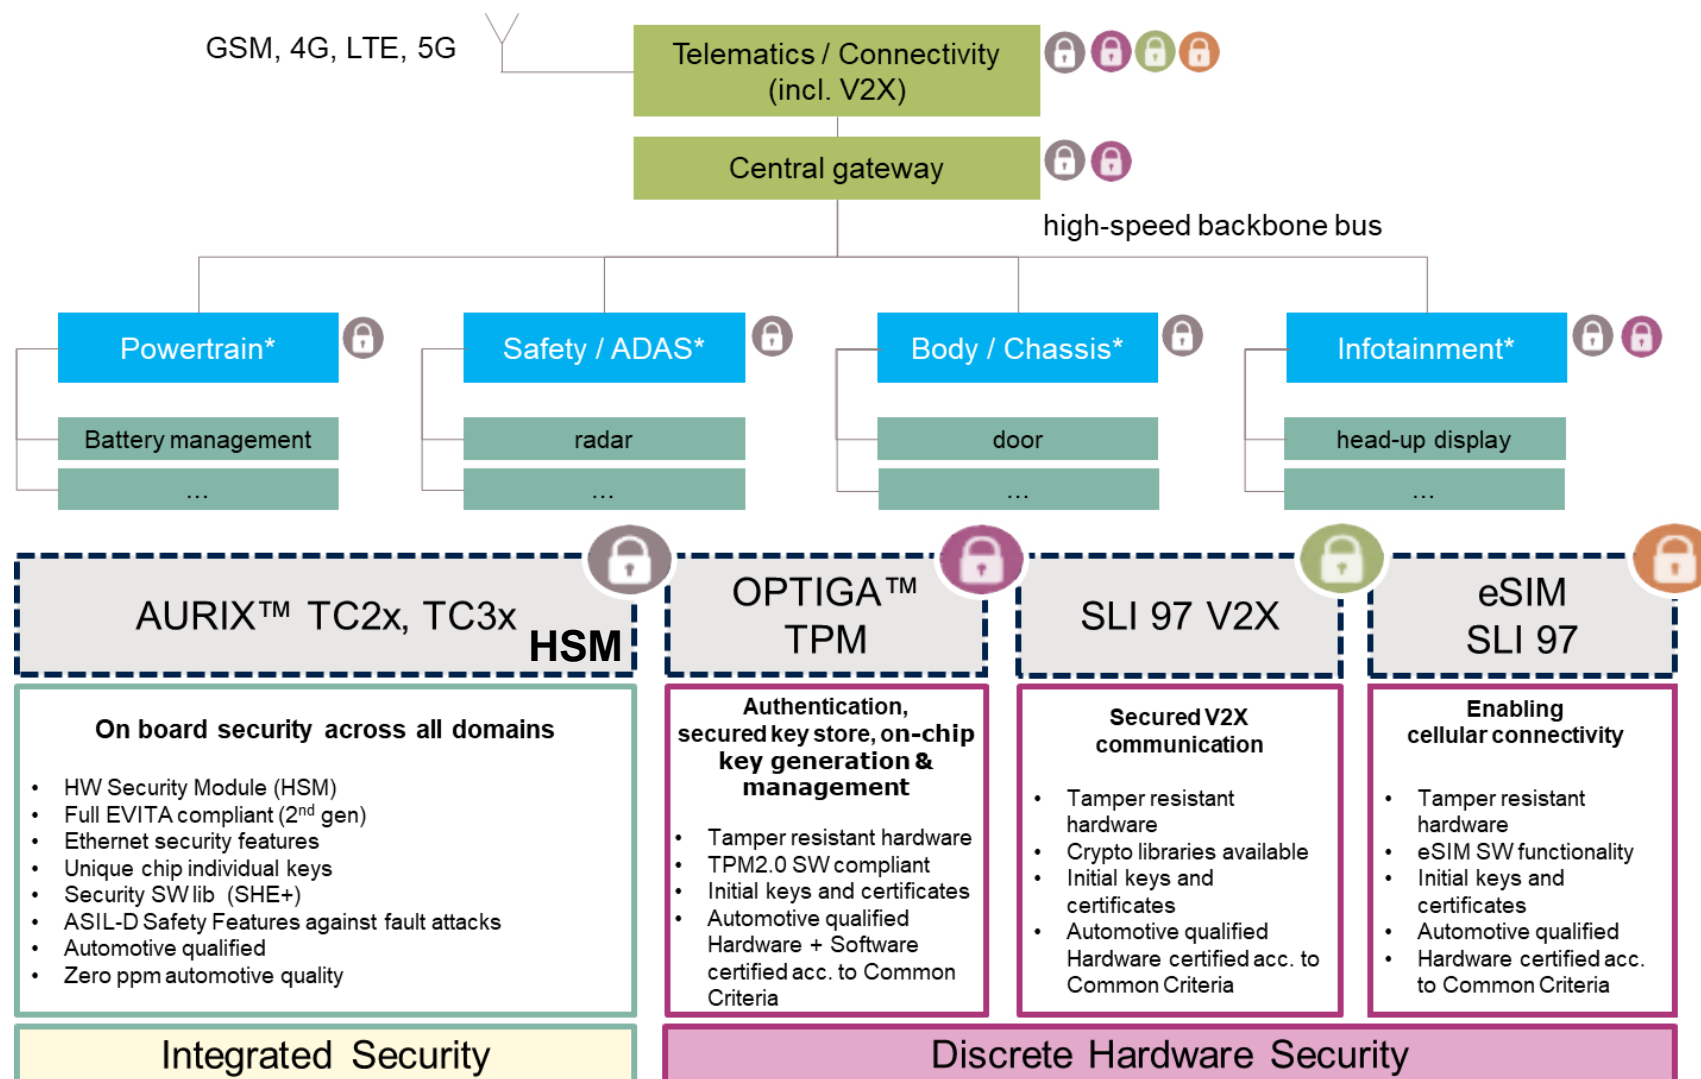 GSM, 4G, LTE, 5G
Telematics / Connectivity
(incl. V2X)
Central gateway
high-speed backbone bus
Powertrain*
Safety / ADAS*
Body / Chassis*
Infotainment*
Battery management
radar
door
head-up display
...
...
...
...
AURIX™ TC2x, TC3x
HSM
OPTIGA™
TPM
SLI 97 V2X
eSIM
SLI 97
On board security across all domains
• HW Security Module (HSM)
• Full EVITA compliant (2nd gen)
• Ethernet security features
• Unique chip individual keys
• Security SW lib (SHE+)
• ASIL-D Safety Features against fault attacks
• Automotive qualified
• Zero ppm automotive quality
Authentication,
secured key store, on-chip
key generation &
management
• Tamper resistant hardware
• TPM2.0 SW compliant
• Initial keys and certificates
• Automotive qualified
Hardware + Software
certified acc. to Common
Criteria
Secured V2X
communication
• Tamper resistant
hardware
• Crypto libraries available
• Initial keys and
certificates
• Automotive qualified
Hardware certified acc. to
Common Criteria
Enabling
cellular connectivity
• Tamper resistant
hardware
• eSIM SW functionality
• Initial keys and
certificates
• Automotive qualified
• Hardware certified acc.
to Common Criteria
Integrated Security
Discrete Hardware Security